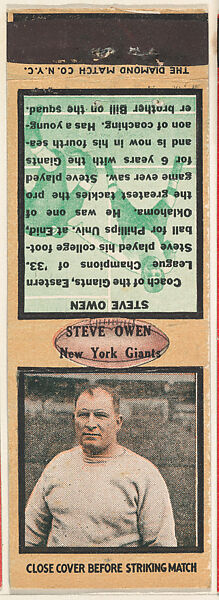 THE DIAMOND MATCH CO. N.Y.C.
STEVE OWEN
Coach of the Giants, Eastern
League Champions of '33.
Steve played his college foot-
ball for Phillips Univ. at Enid,
Oklahoma. He was one of
the greatest tackles the pro
game ever saw. Steve played
for 6 years with the Giants
and is now in his fourth sea-
son of coaching. Has a young-
er brother Bill on the squad.
STEVE OWEN
New York Giants
CLOSE COVER BEFORE STRIKING MATCH